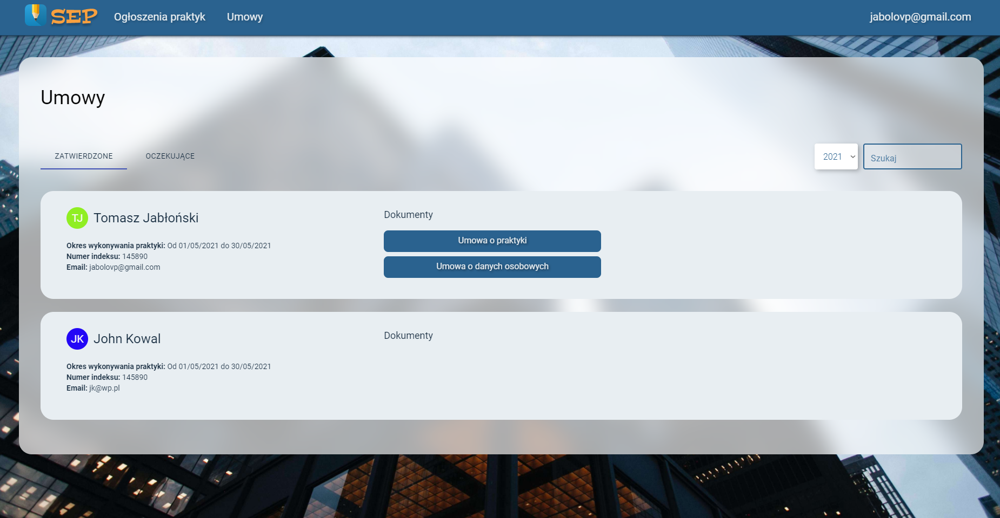 SEP
Ogłoszenia praktyk
Umowy
jabolovp@gmail.com
Umowy
ZATWIERDZONE
OCZEKUJĄCE
2021
Szukaj
TJ
Tomasz Jabłoński
Okres wykonywania praktyki: Od 01/05/2021 do 30/05/2021
Numer indeksu: 145890
Email: jabolovp@gmail.com
Dokumenty
Umowa o praktyki
Umowa o danych osobowych
JK
John Kowal
Okres wykonywania praktyki: Od 01/05/2021 do 30/05/2021
Numer indeksu: 145890
Email: jk@wp.pl
Dokumenty